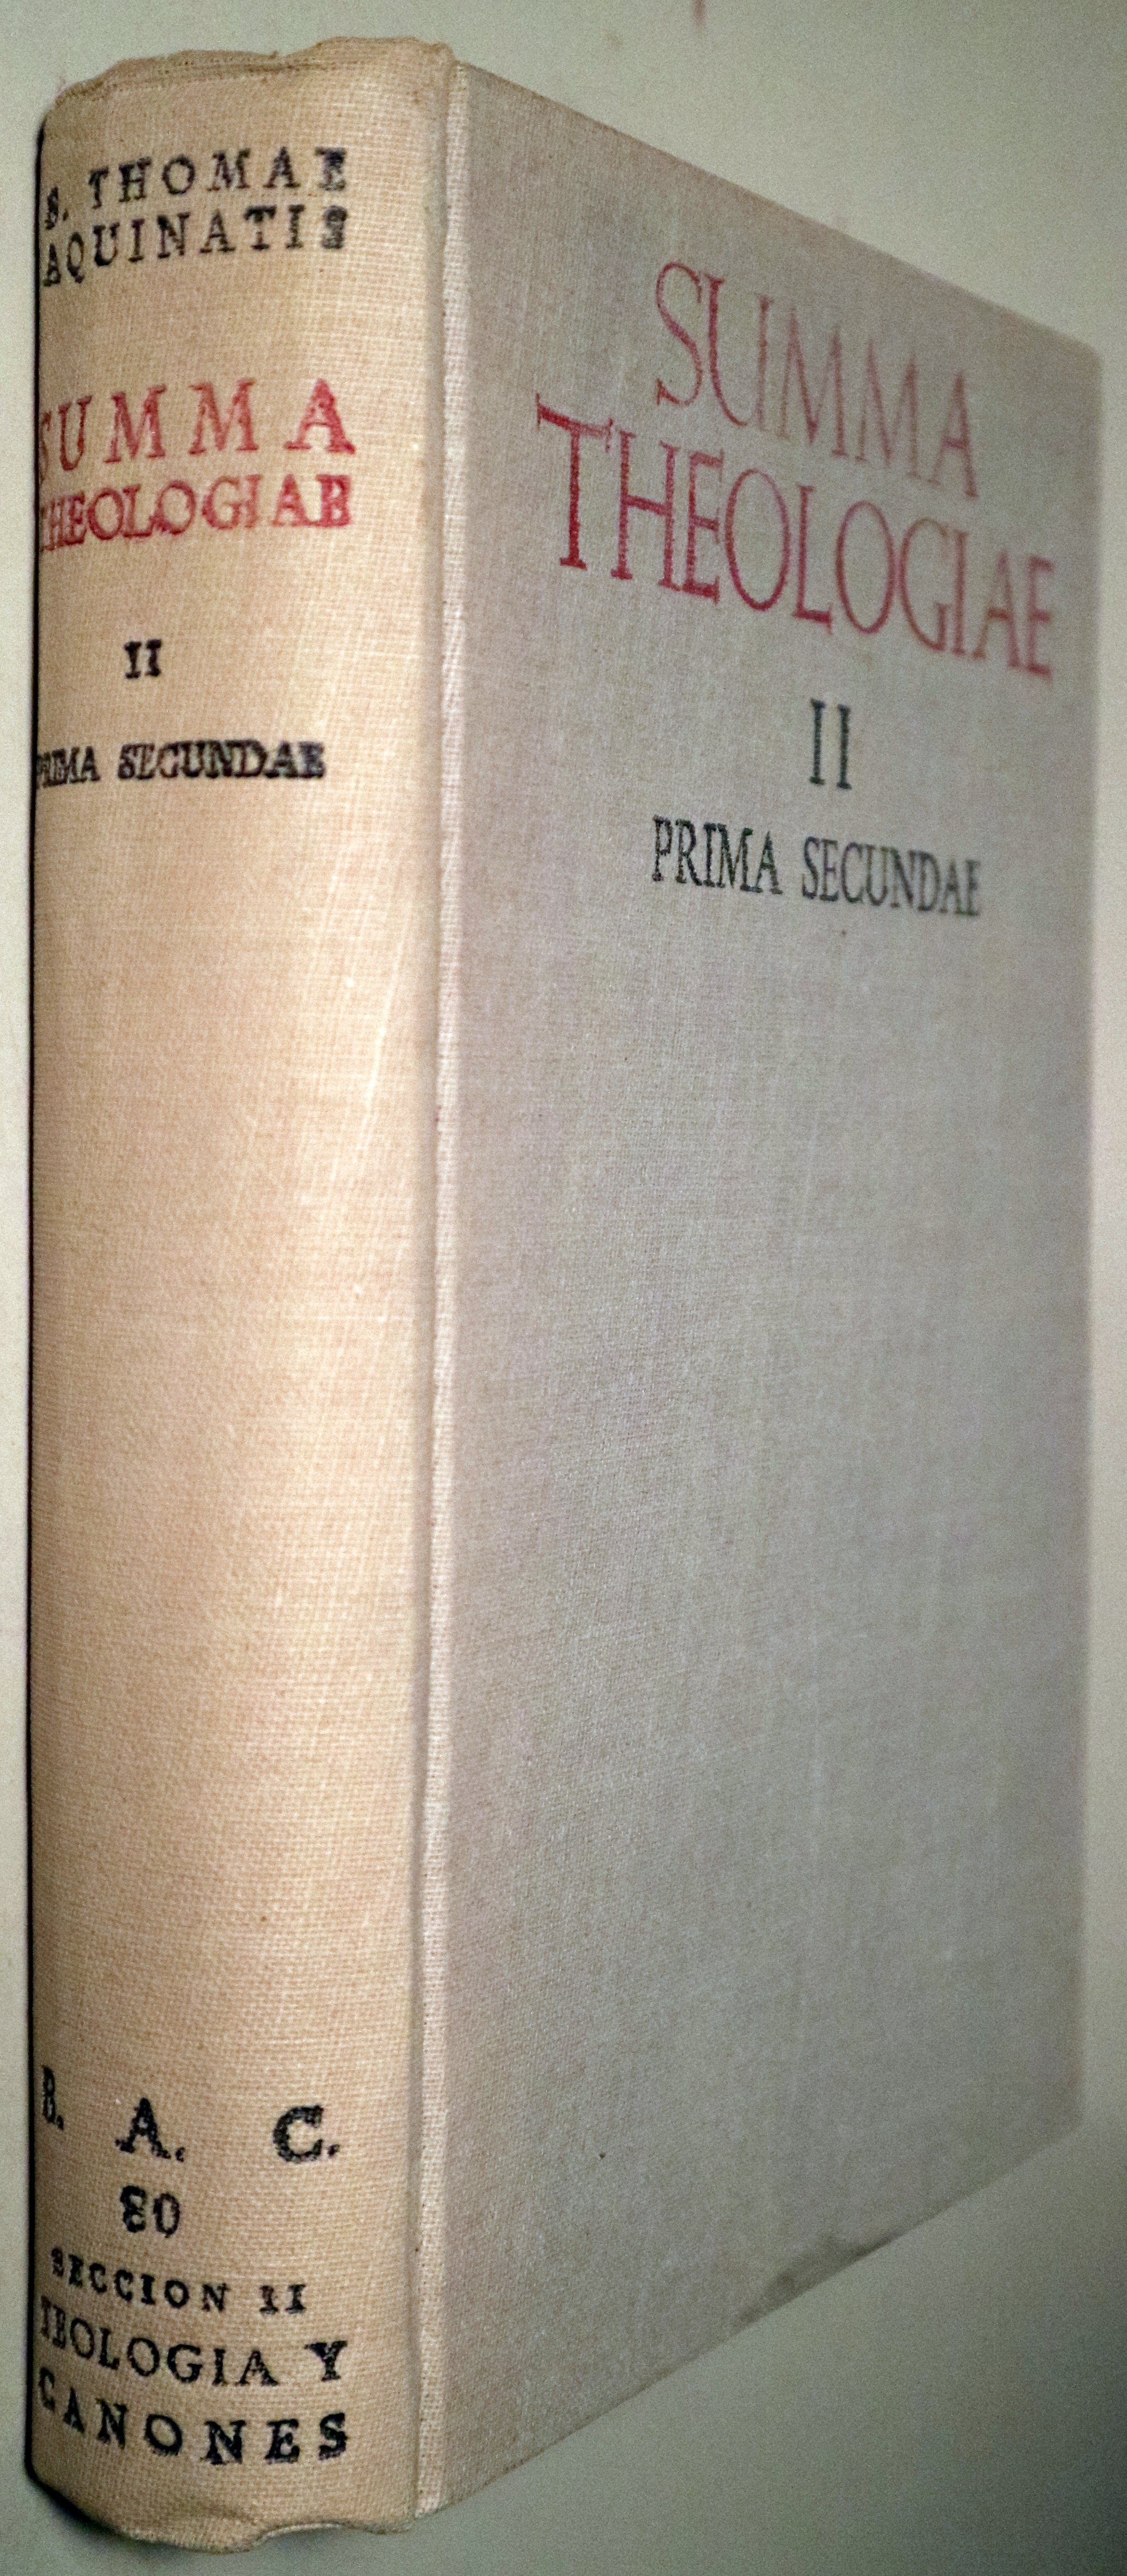 S. THOMAE
AQUINATIS
SUMMA
THEOLOGIAE
II
PRIMA SECUNDAE
B. A. C.
80
SECCION II
TEOLOGIA Y
CANONES
SUMMA
THEOLOGIAE
II
PRIMA SECUNDAE